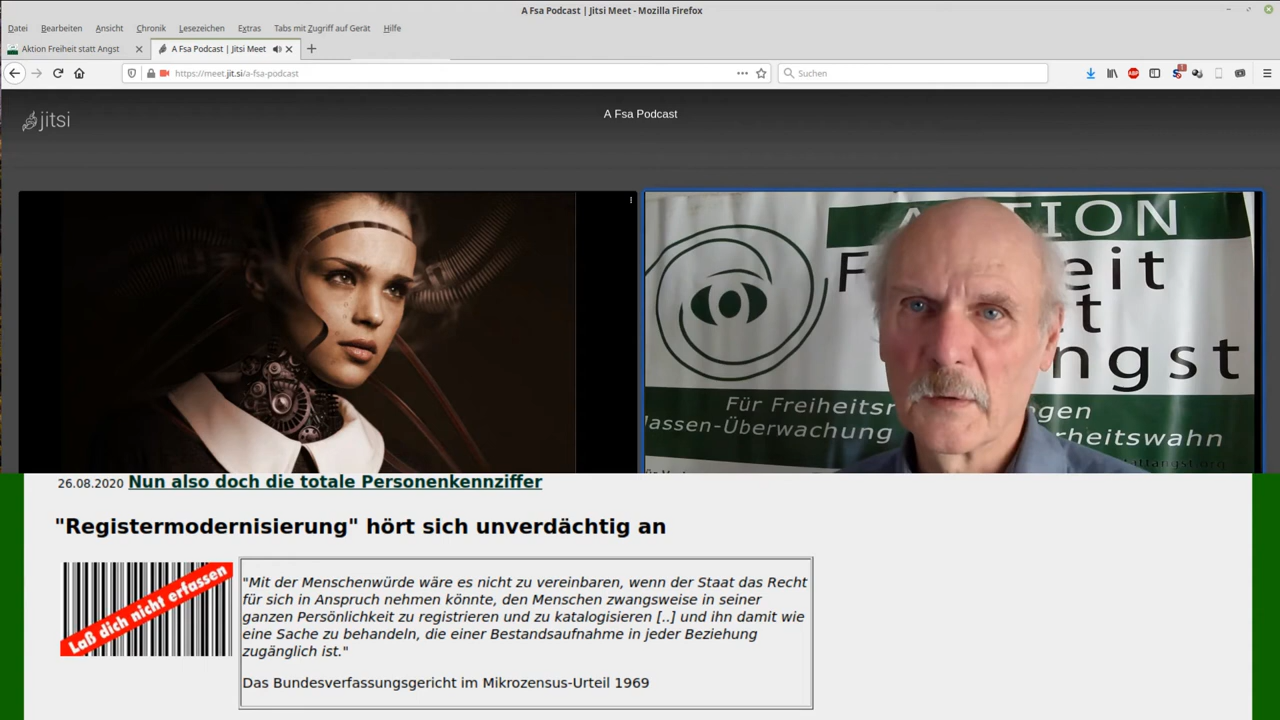 A Fsa Podcast | Jitsi Meet - Mozilla Firefox
Datei Bearbeiten Ansicht Chronik Lesezeichen Extras Tabs mit Zugriff auf Gerät Hilfe
Aktion Freiheit statt Angst
A Fsa Podcast | Jitsi Meet
https://meet.jit.si/a-fsa-podcast
Suchen
ABP
jitsi
A Fsa Podcast
Für Freiheitsr
assen-Überwachung
rheitswahn
26.08.2020 Nun also doch die totale Personenkennziffer
"Registermodernisierung" hört sich unverdächtig an
Laß dich nicht erfassen
"Mit der Menschenwürde wäre es nicht zu vereinbaren, wenn der Staat das Recht
für sich in Anspruch nehmen könnte, den Menschen zwangsweise in seiner
ganzen Persönlichkeit zu registrieren und zu katalogisieren [..] und ihn damit wie
eine Sache zu behandeln, die einer Bestandsaufnahme in jeder Beziehung
zugänglich ist."
Das Bundesverfassungsgericht im Mikrozensus-Urteil 1969